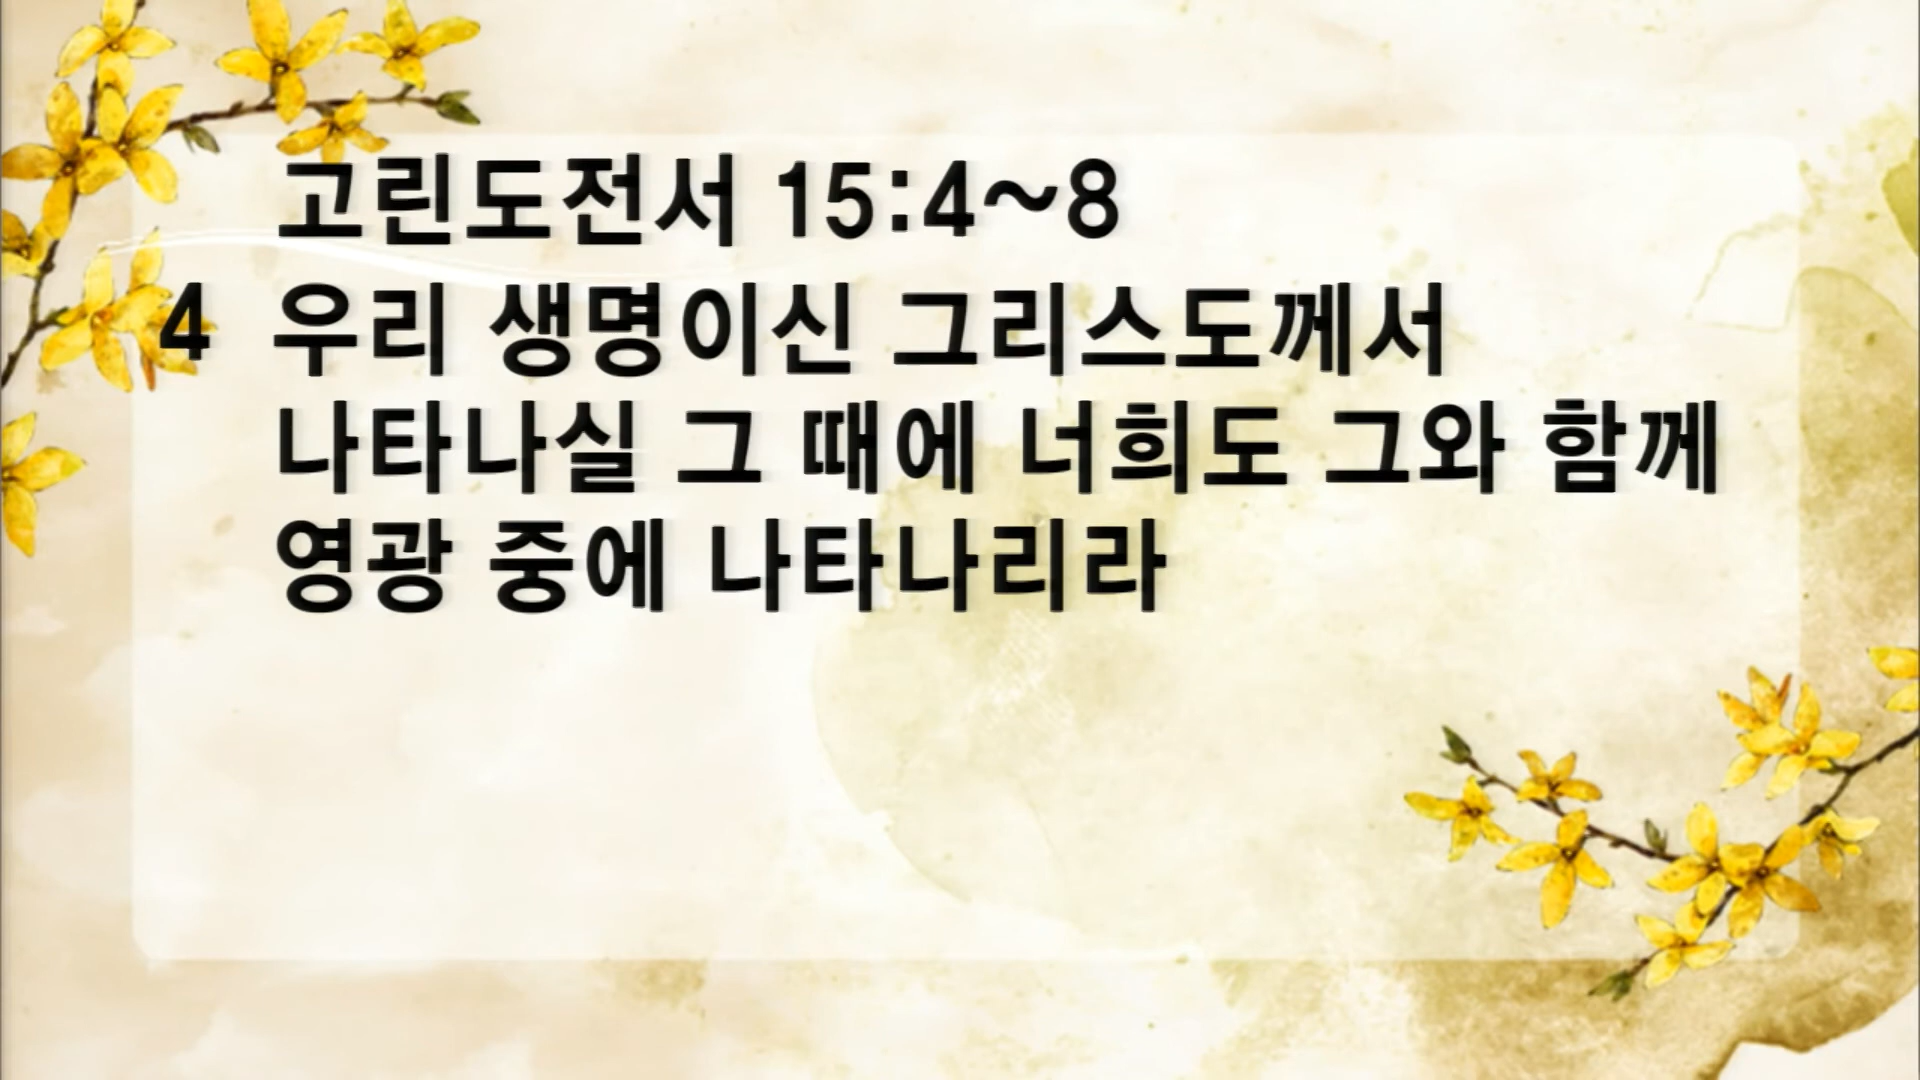 고린도전서 15:4~8
4 우리 생명이신 그리스도께서
나타나실 그 때에 너희도 그와 함께
영광 중에 나타나리라